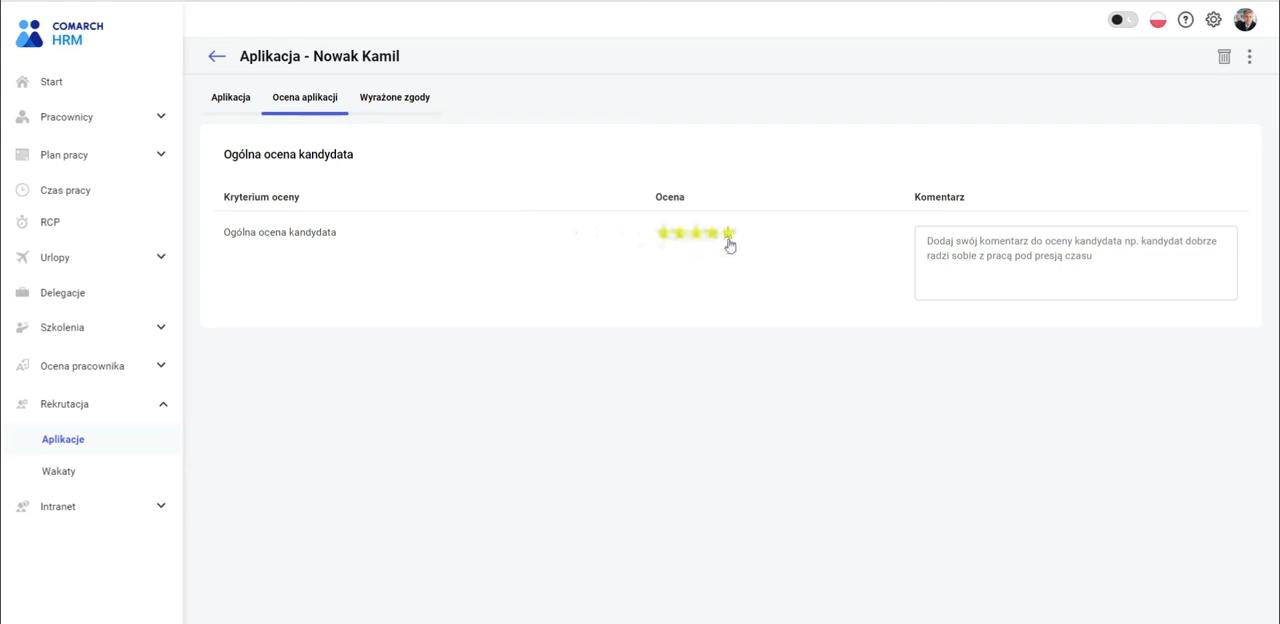 COMARCH
HRM
Start
Pracownicy
Plan pracy
Czas pracy
RCP
Urlopy
Delegacje
Szkolenia
Ocena pracownika
Rekrutacja
Aplikacje
Wakaty
Intranet
Aplikacja - Nowak Kamil
Aplikacja Ocena aplikacji Wyrażone zgody
Ogólna ocena kandydata
Kryterium oceny Ocena Komentarz
Ogólna ocena kandydata
Dodaj swój komentarz do oceny kandydata np. kandydat dobrze
radzi sobie z pracą pod presją czasu